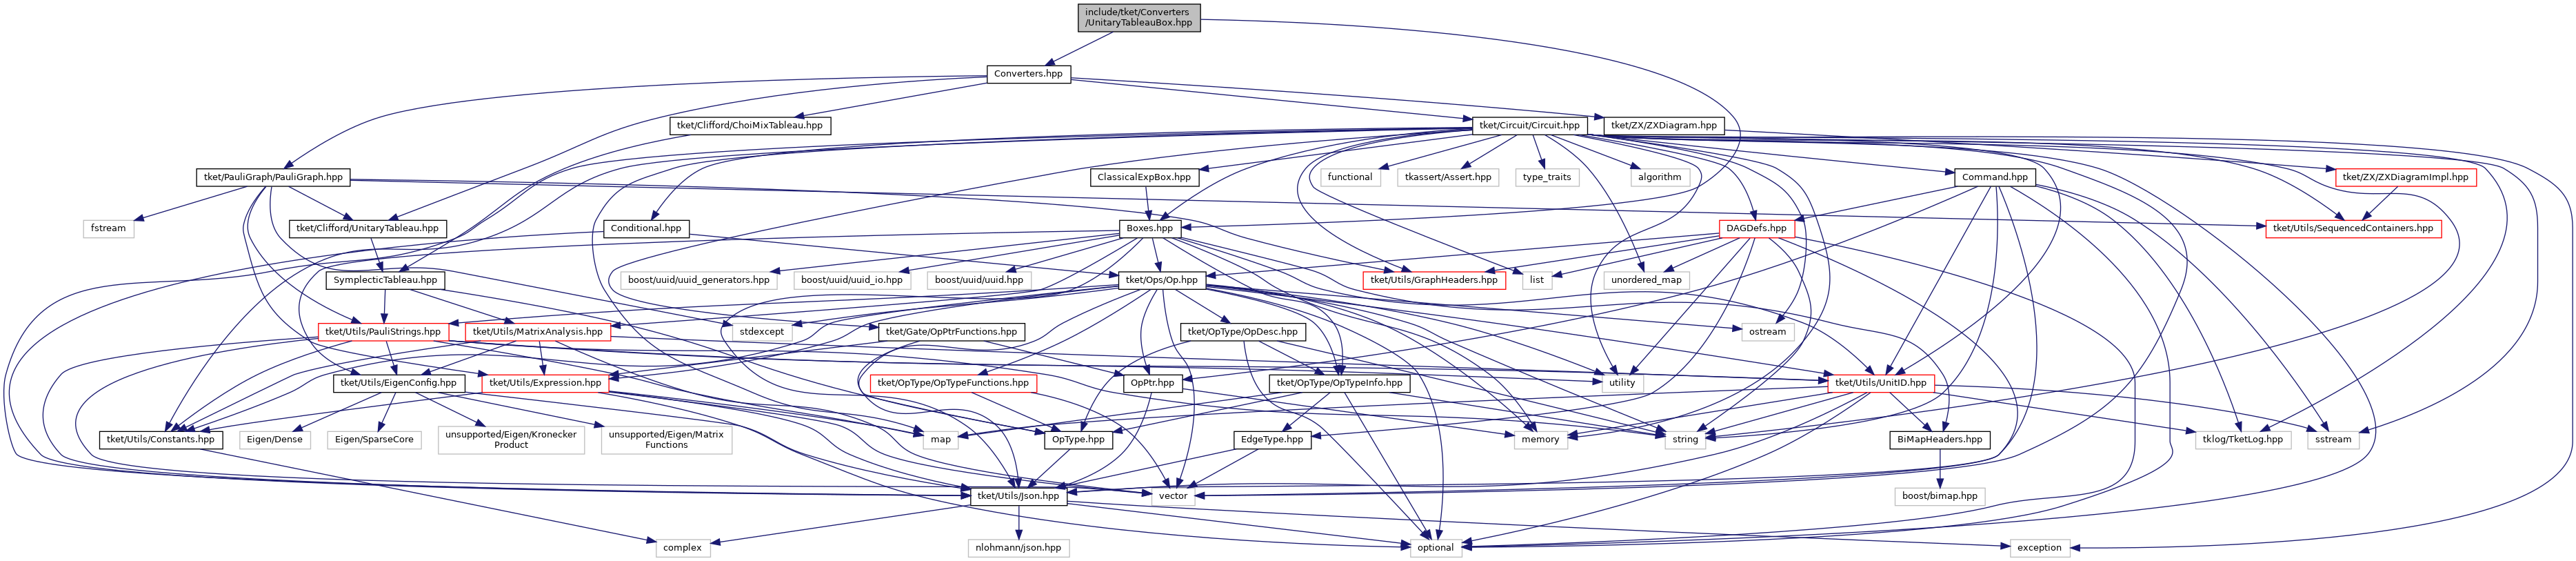 include/tket/Converters
/UnitaryTableauBox.hpp
Converters.hpp
tket/Clifford/ChoiMixTableau.hpp
tket/Circuit/Circuit.hpp
tket/ZX/ZXDiagram.hpp
tket/PauliGraph/PauliGraph.hpp
ClassicalExpBox.hpp
functional
tkassert/Assert.hpp
type_traits
algorithm
Command.hpp
tket/ZX/ZXDiagramImpl.hpp
fstream
tket/Clifford/UnitaryTableau.hpp
Conditional.hpp
Boxes.hpp
DAGDefs.hpp
tket/Utils/SequencedContainers.hpp
SymplecticTableau.hpp
boost/uuid/uuid_generators.hpp
boost/uuid/uuid_io.hpp
boost/uuid/uuid.hpp
tket/Ops/Op.hpp
tket/Utils/GraphHeaders.hpp
list
unordered_map
tket/Utils/PauliStrings.hpp
tket/Utils/MatrixAnalysis.hpp
stdexcept
tket/Gate/OpPtrFunctions.hpp
tket/OpType/OpDesc.hpp
ostream
tket/Utils/EigenConfig.hpp
tket/Utils/Expression.hpp
tket/OpType/OpTypeFunctions.hpp
OpPtr.hpp
tket/OpType/OpTypeInfo.hpp
utility
tket/Utils/UnitID.hpp
tket/Utils/Constants.hpp
Eigen/Dense
Eigen/SparseCore
unsupported/Eigen/Kronecker
Product
unsupported/Eigen/Matrix
Functions
map
OpType.hpp
EdgeType.hpp
memory
string
BiMapHeaders.hpp
tklog/TketLog.hpp
sstream
tket/Utils/Json.hpp
vector
boost/bimap.hpp
complex
nlohmann/json.hpp
optional
exception